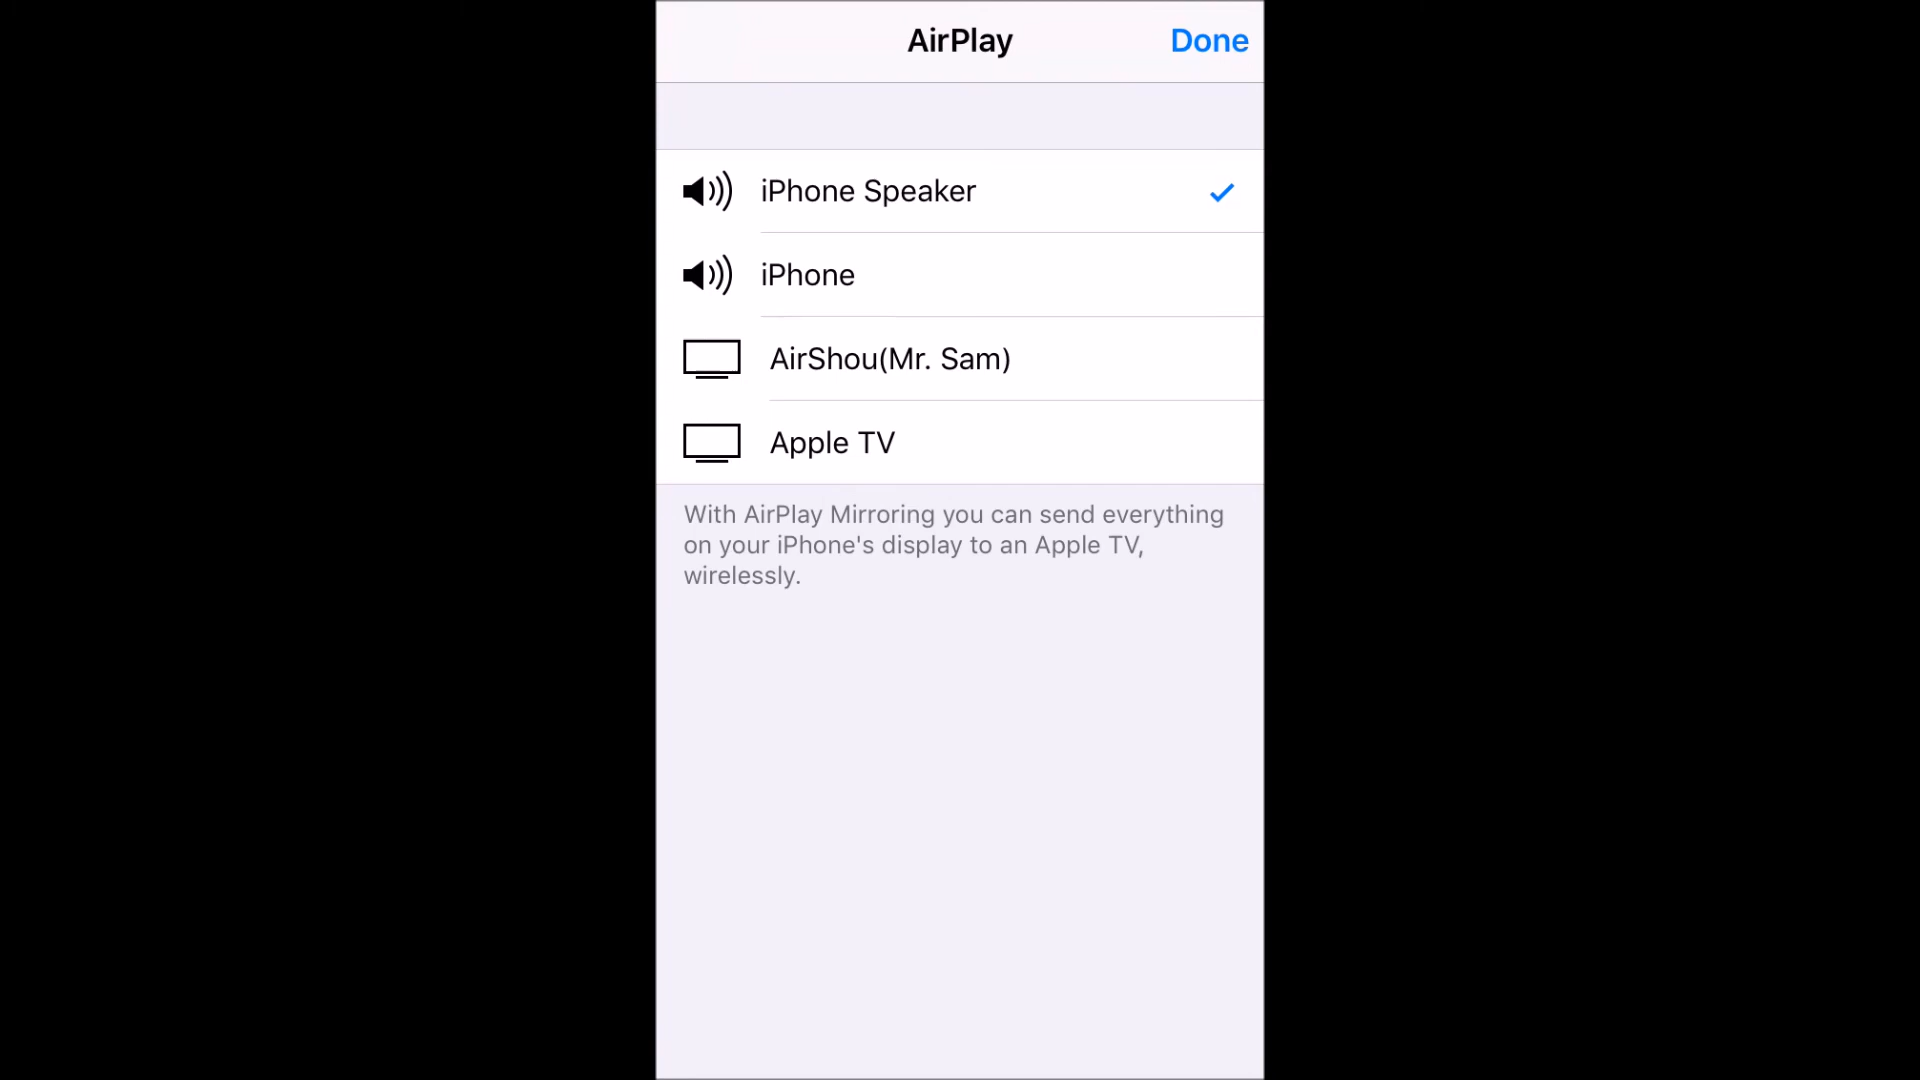 AirPlay
Done
iPhone Speaker
iPhone
AirShou(Mr. Sam)
Apple TV
With AirPlay Mirroring you can send everything
on your iPhone's display to an Apple TV,
wirelessly.